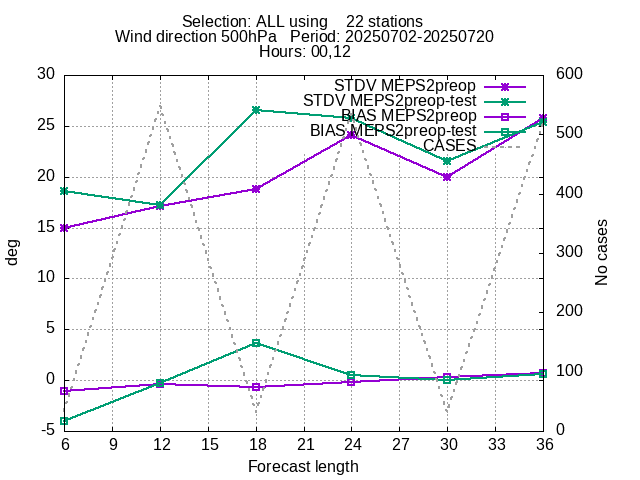 Selection: ALL using    22 stations
Wind direction 500hPa   Period: 20250702-20250720
Hours: 00,12
30 600
STDV MEPS2preop
STDV MEPS2preop-test
BIAS MEPS2preop
BIAS MEPS2preop-test
CASES
25 500
20 400
15 300
10 200
5 100
0
-5 0
deg
No cases
6 9 12 15 18 21 24 27 30 33 36
Forecast length